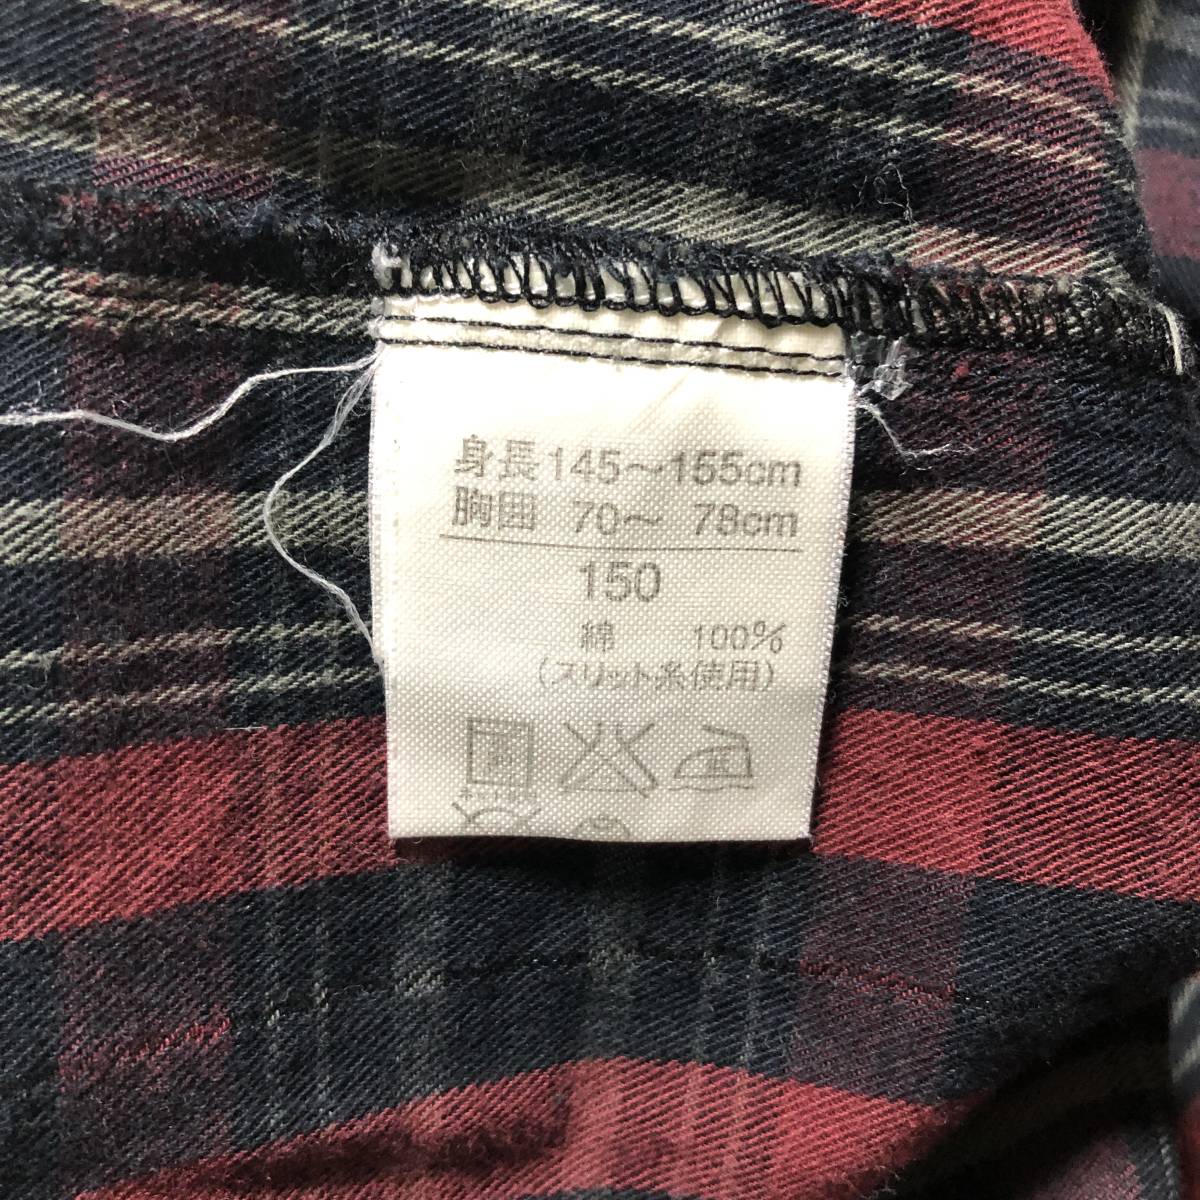 身長145～155cm
胸囲 70～ 78cm
150
綿 100%
(スリット糸使用)